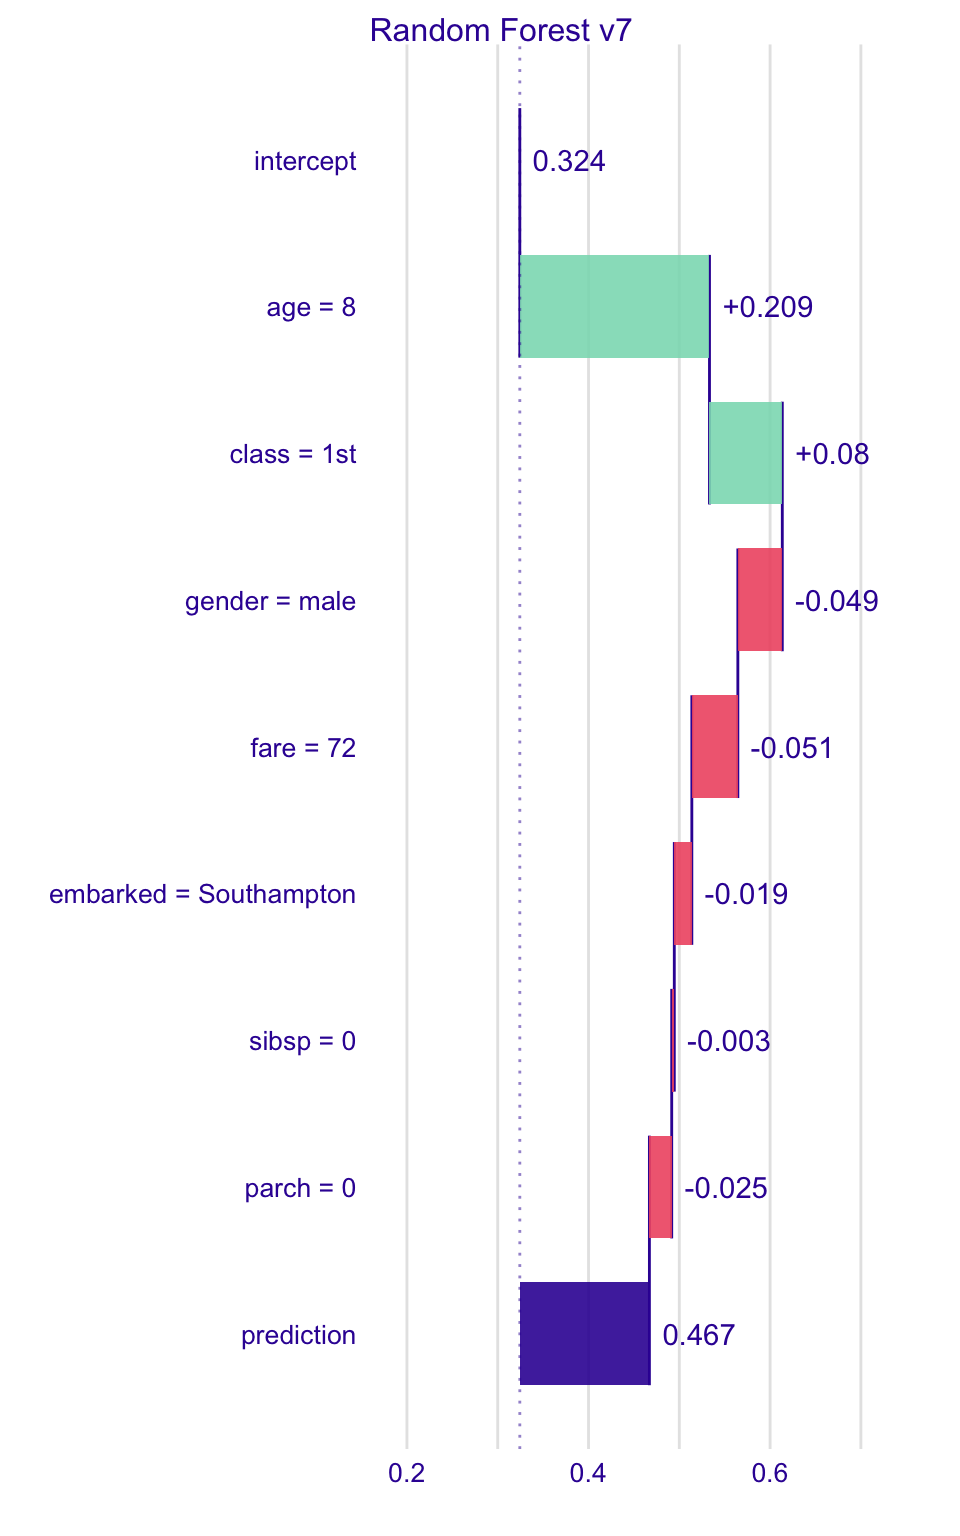 Random Forest v7
intercept 0.324
age = 8 +0.209
class = 1st +0.08
gender = male -0.049
fare = 72 -0.051
embarked = Southampton -0.019
sibsp = 0 -0.003
parch = 0 -0.025
prediction 0.467
0.2 0.4 0.6